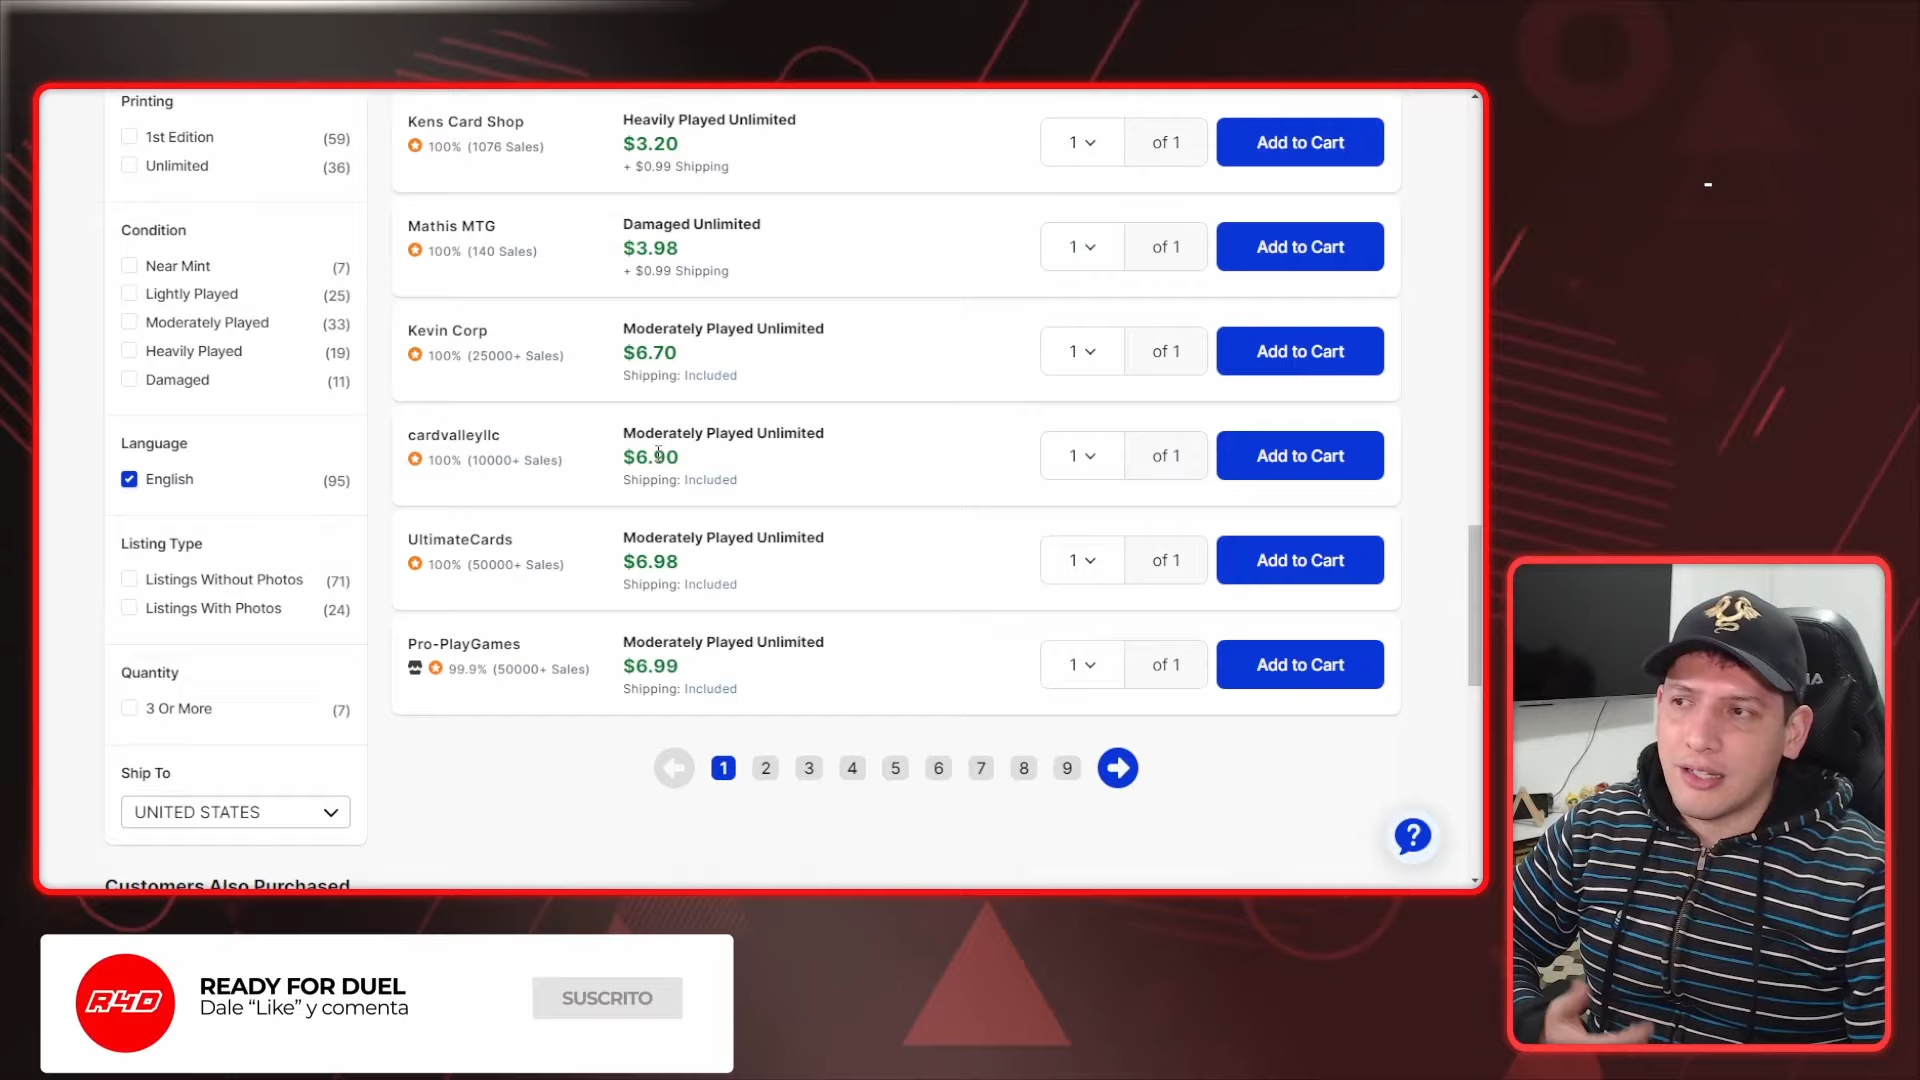 Printing
1st Edition (59)
Unlimited (36)
Condition
Near Mint (7)
Lightly Played (25)
Moderately Played (33)
Heavily Played (19)
Damaged (11)
Language
English (95)
Listing Type
Listings Without Photos (71)
Listings With Photos (24)
Quantity
3 Or More (7)
Ship To
UNITED STATES
Customers Also Purchased
Kens Card Shop
100% (1076 Sales)
Heavily Played Unlimited
$3.20
+ $0.99 Shipping
1 of 1
Add to Cart
Mathis MTG
100% (140 Sales)
Damaged Unlimited
$3.98
+ $0.99 Shipping
1 of 1
Add to Cart
Kevin Corp
100% (25000+ Sales)
Moderately Played Unlimited
$6.70
Shipping: Included
1 of 1
Add to Cart
cardvalleyllc
100% (10000+ Sales)
Moderately Played Unlimited
$6.90
Shipping: Included
1 of 1
Add to Cart
UltimateCards
100% (50000+ Sales)
Moderately Played Unlimited
$6.98
Shipping: Included
1 of 1
Add to Cart
Pro-PlayGames
99.9% (50000+ Sales)
Moderately Played Unlimited
$6.99
Shipping: Included
1 of 1
Add to Cart
1 2 3 4 5 6 7 8 9
?
-
R4D
READY FOR DUEL
Dale “Like” y comenta
SUSCRITO